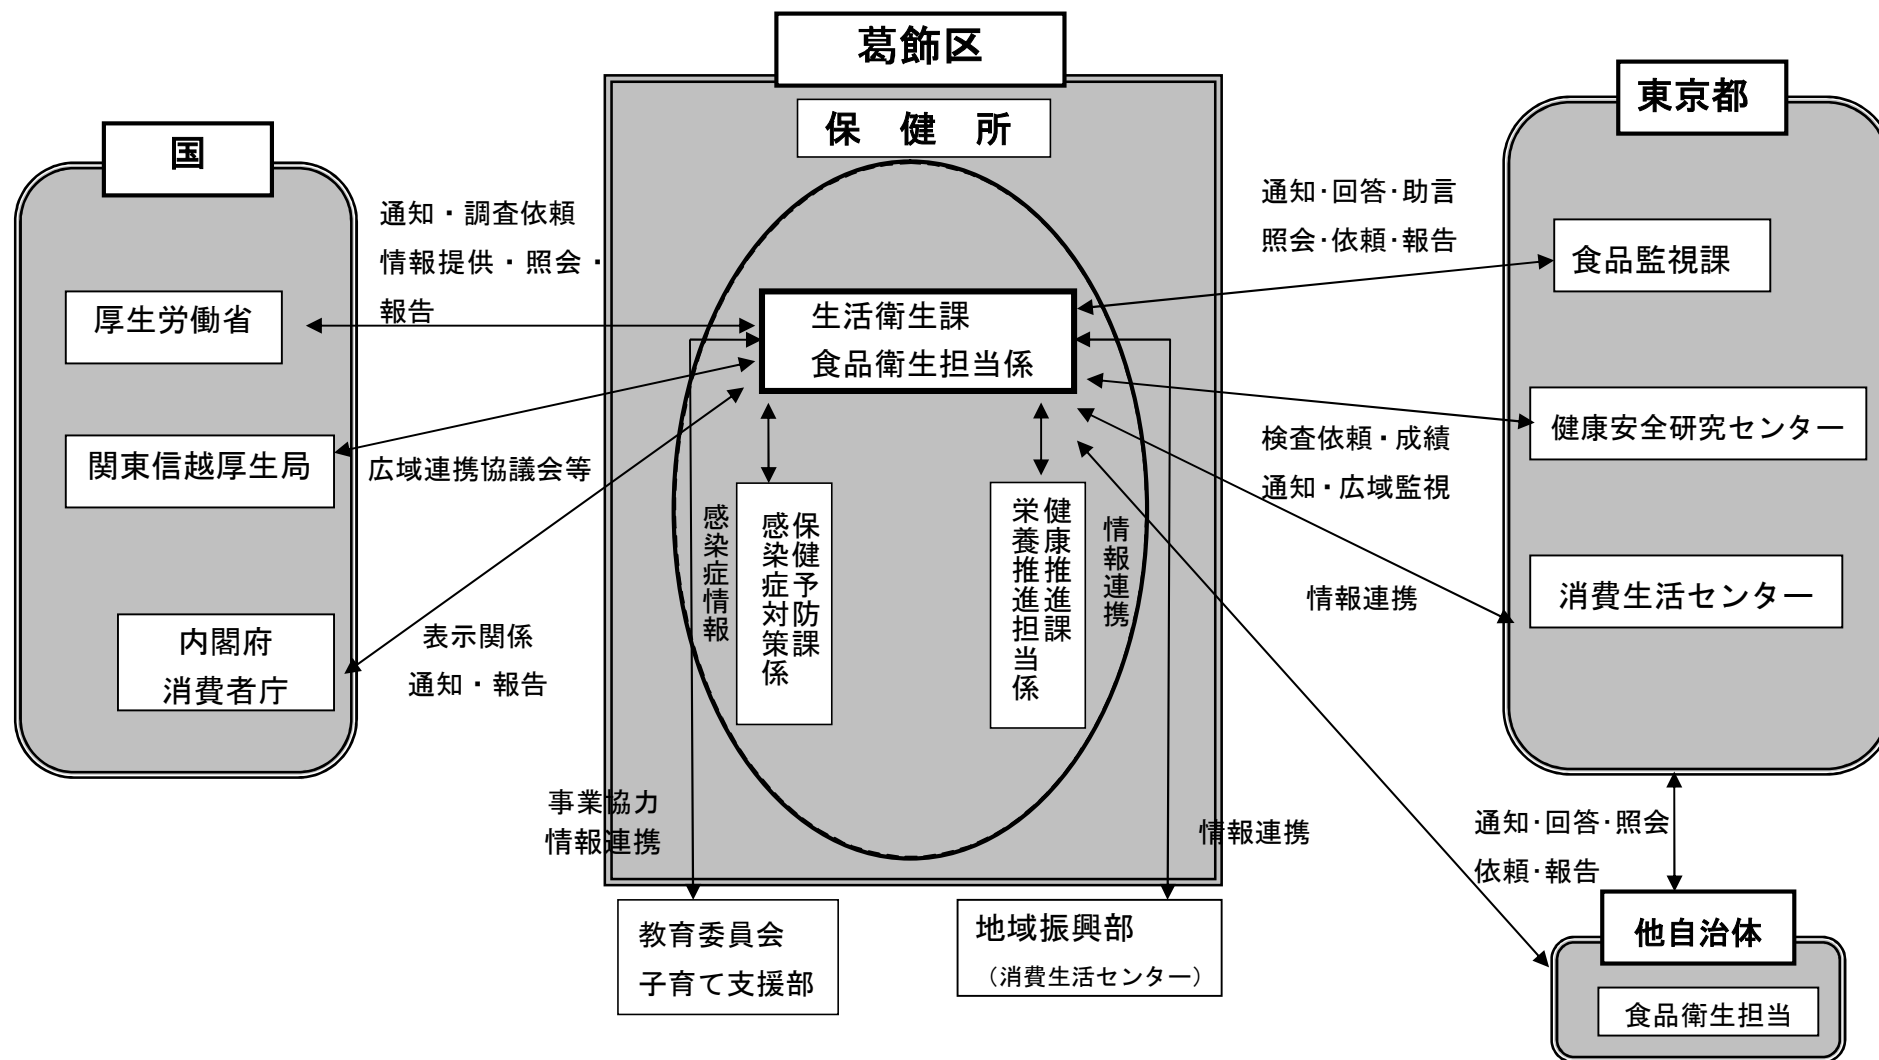 葛飾区
保　健　所
国
東京都
通知・調査依頼
情報提供・照会・
報告
通知・回答・助言
照会・依頼・報告
厚生労働省
生活衛生課
食品衛生担当係
食品監視課
関東信越厚生局
広域連携協議会等
検査依頼・成績
通知・広域監視
健康安全研究センター
感染症情報
保健予防課
感染症対策係
健康推進課
栄養推進担当係
情報連携
内閣府
消費者庁
表示関係
通知・報告
情報連携
消費生活センター
事業協力
情報連携
情報連携
通知・回答・照会
依頼・報告
教育委員会
子育て支援部
地域振興部
（消費生活センター）
他自治体
食品衛生担当